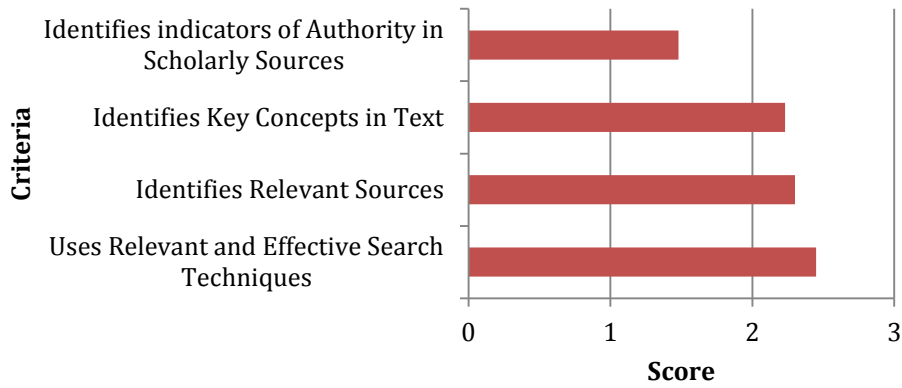 Identifies indicators of Authority in
Scholarly Sources
Identifies Key Concepts in Text
Identifies Relevant Sources
Uses Relevant and Effective Search
Techniques
Criteria
0 1 2 3
Score